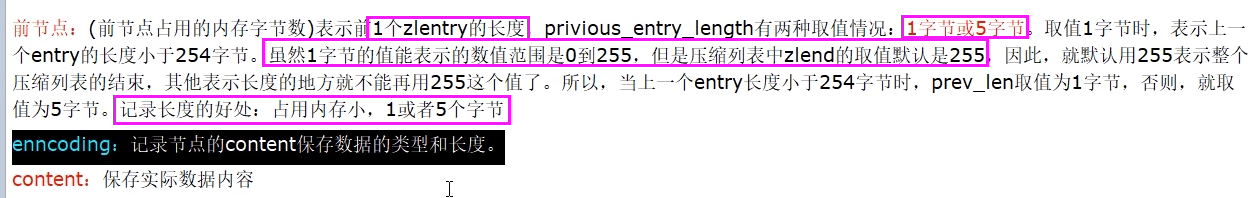 前节点：(前节点占用的内存字节数)表示前1个zlentry的长度，privious_entry_length有两种取值情况：1字节或5字节。取值1字节时，表示上一
个entry的长度小于254字节。虽然1字节的值能表示的数值范围是0到255，但是压缩列表中zlend的取值默认是255，因此，就默认用255表示整个
压缩列表的结束，其他表示长度的地方就不能再用255这个值了。所以，当上一个entry长度小于254字节时，prev_len取值为1字节，否则，就取
值为5字节。记录长度的好处：占用内存小，1或者5个字节
enncoding：记录节点的content保存数据的类型和长度。
content：保存实际数据内容